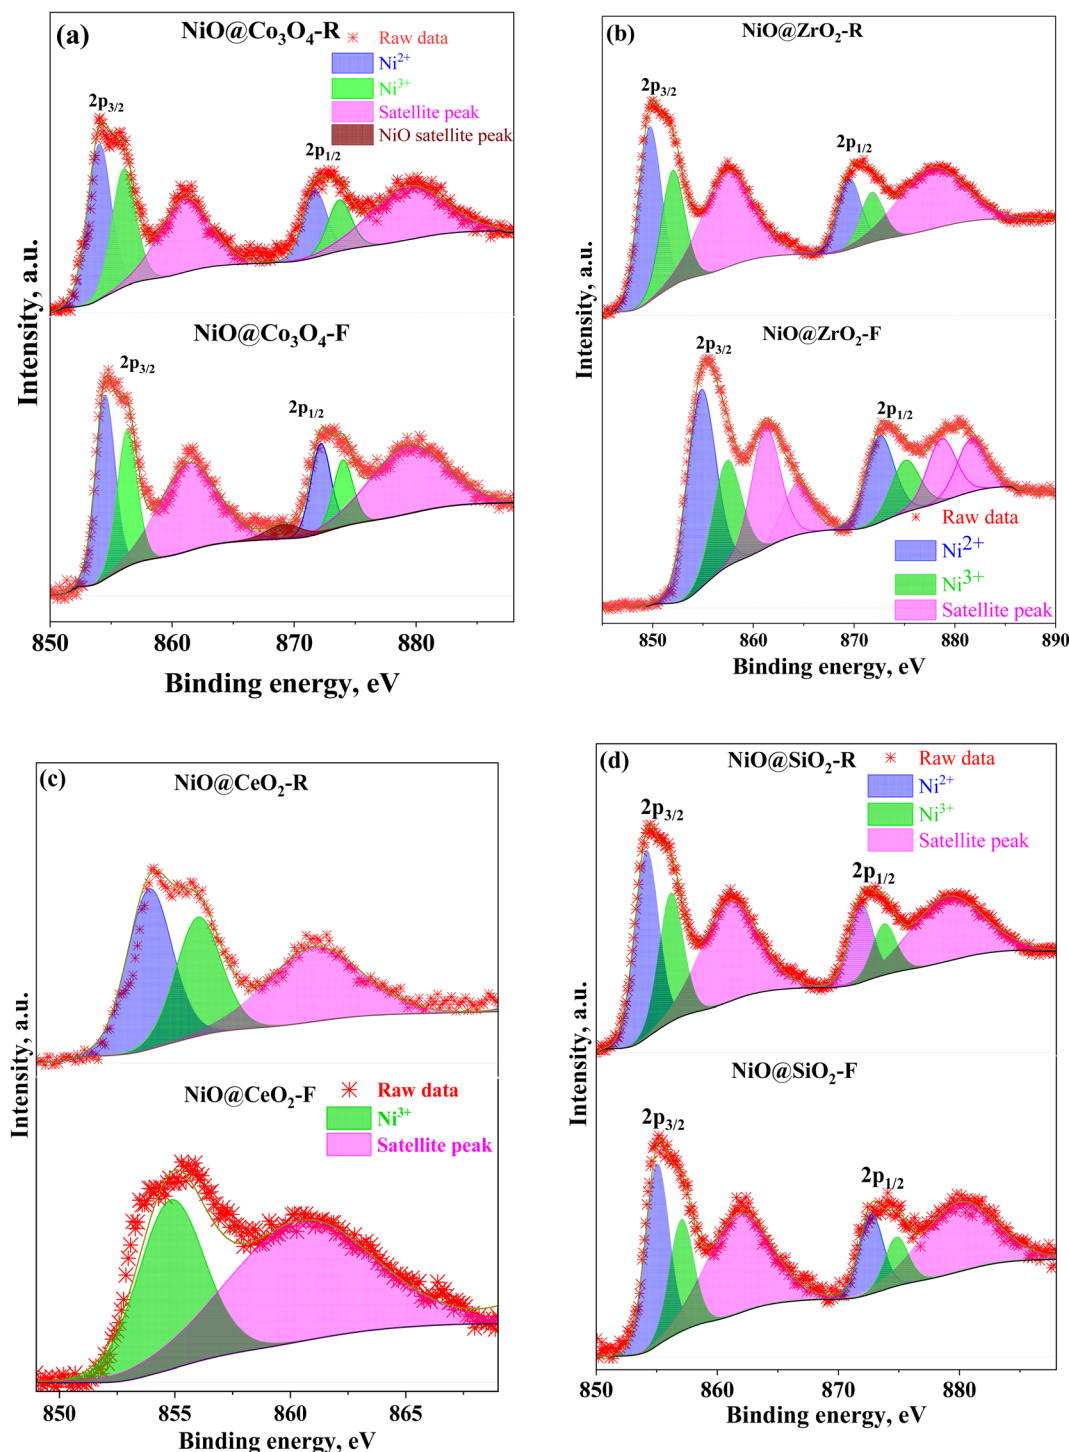 (a)
NiO@Co₃O₄-R
Raw data
Ni²⁺
Ni³⁺
Satellite peak
NiO satellite peak
2p₃/₂
2p₁/₂
NiO@Co₃O₄-F
2p₃/₂
2p₁/₂
Intensity, a.u.
850 860 870 880
Binding energy, eV
(b)
NiO@ZrO₂-R
2p₃/₂
2p₁/₂
NiO@ZrO₂-F
2p₃/₂
2p₁/₂
Raw data
Ni²⁺
Ni³⁺
Satellite peak
850 860 870 880 890
Binding energy, eV
(c)
NiO@CeO₂-R
NiO@CeO₂-F
Raw data
Ni³⁺
Satellite peak
Intensity, a.u.
850 855 860 865
Binding energy, eV
(d)
NiO@SiO₂-R
Raw data
Ni²⁺
Ni³⁺
Satellite peak
2p₃/₂
2p₁/₂
NiO@SiO₂-F
2p₃/₂
2p₁/₂
Intensity, a.u.
850 860 870 880
Binding energy, eV